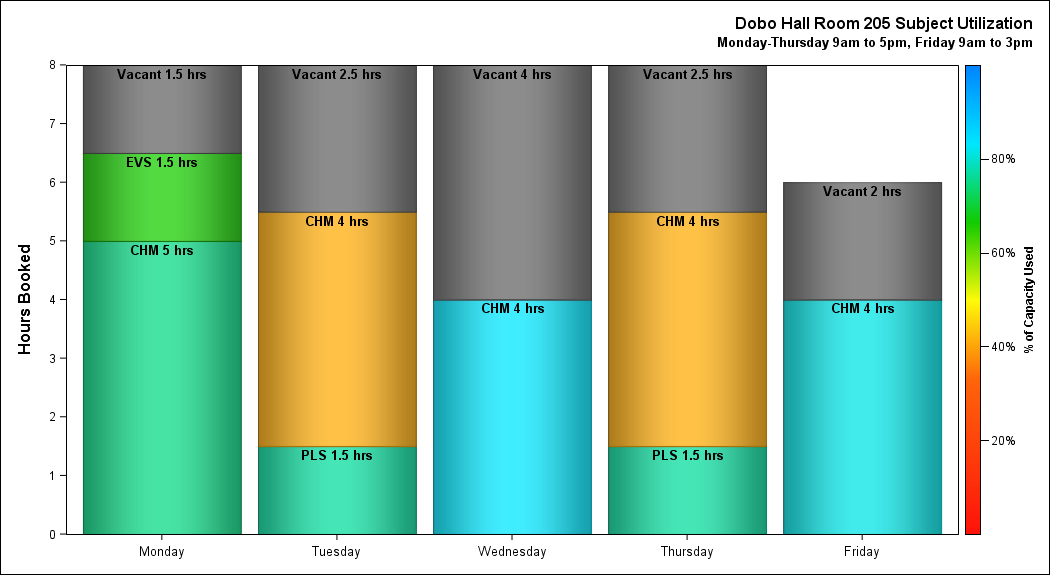 Dobo Hall Room 205 Subject Utilization
Monday-Thursday 9am to 5pm, Friday 9am to 3pm
Hours Booked
8
7
6
5
4
3
2
1
0
Vacant 1.5 hrs
EVS 1.5 hrs
CHM 5 hrs
Vacant 2.5 hrs
CHM 4 hrs
PLS 1.5 hrs
Vacant 4 hrs
CHM 4 hrs
Vacant 2.5 hrs
CHM 4 hrs
PLS 1.5 hrs
Vacant 2 hrs
CHM 4 hrs
Monday Tuesday Wednesday Thursday Friday
80%
60%
40%
20%
% of Capacity Used